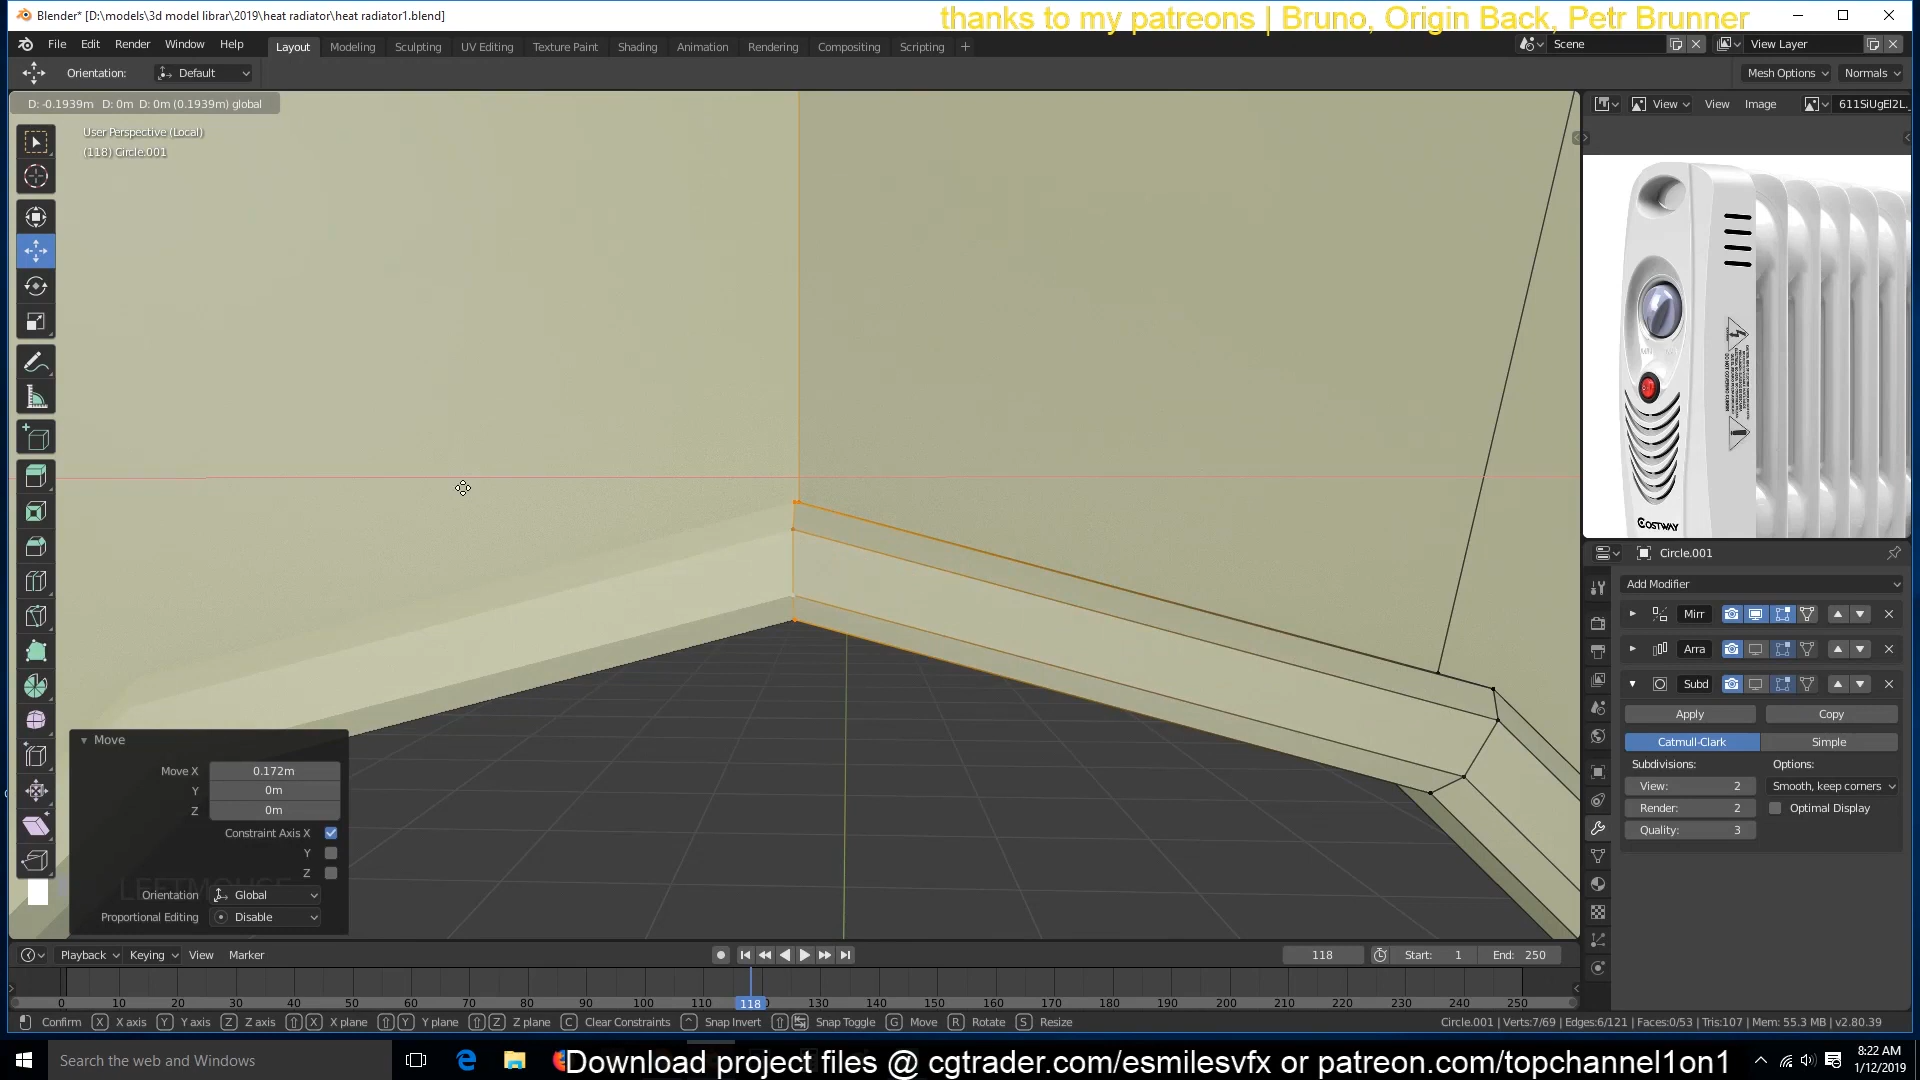 Blender* [D:\models\3d model librar\2019\heat radiator\heat radiator1.blend]
thanks to my patreons | Bruno, Origin Back, Petr Brunner
File Edit Render Window Help
Layout Modeling Sculpting UV Editing Texture Paint Shading Animation Rendering Compositing Scripting +
Scene
View Layer
Orientation: Default
Mesh Options Normals
D: -0.1939m D: 0m D: 0m (0.1939m) global
View View Image 611SiUgEl2L._
User Perspective (Local)
(118) Circle.001
COSTWAY
Circle.001
Add Modifier
Mirr
Arra
Subd
Apply Copy
Catmull-Clark Simple
Subdivisions: Options:
View: 2 Smooth, keep corners
Render: 2 Optimal Display
Quality: 3
Move
Move X 0.172m
Y 0m
Z 0m
Constraint Axis X
Y
Z
LEFTMOUSE
Orientation Global
Proportional Editing Disable
Playback Keying View Marker
118 Start: 1 End: 250
0 10 20 30 40 50 60 70 80 90 100 110 118 130 140 150 160 170 180 190 200 210 220 230 240 250
Confirm X X axis Y Y axis Z Z axis X X plane Y Y plane Z Z plane C Clear Constraints ^ Snap Invert Snap Toggle G Move R Rotate S Resize
Circle.001 | Verts:7/69 | Edges:6/121 | Faces:0/53 | Tris:107 | Mem: 55.3 MB | v2.80.39
Search the web and Windows
Download project files @ cgtrader.com/esmilesvfx or patreon.com/topchannel1on1
8:22 AM
1/12/2019